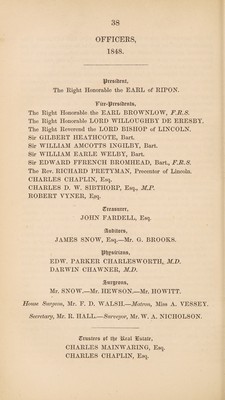 38
OFFICERS,
1848.
President,
The Right Honorable the EARL of RIPON.
Vice-Presidents,
The Right Honorable the EARL BROWNLOW, F.R.S.
The Right Honorable LORD WILLOUGHBY DE ERESBY.
The Right Reverend the LORD BISHOP of LINCOLN.
Sir GILBERT HEATHCOTE, Bart.
Sir WILLIAM AMCOTTS INGILBY, Bart.
Sir WILLIAM EARLE WELBY, Bart.
Sir EDWARD FFRENCH BROMHEAD, Bart., F.R.S.
The Rev. RICHARD PRETYMAN, Precentor of Lincoln.
CHARLES CHAPLIN, Esq.
CHARLES D. W. SIBTHORP, Esq., M.P.
ROBERT VYNER, Esq.
Treasurer,
JOHN FARDELL, Esq.
Auditors,
JAMES SNOW, Esq.—Mr. G. BROOKS.
Physicians,
EDW. PARKER CHARLESWORTH, M.D.
DARWIN CHAWNER, M.D.
Surgeons,
Mr. SNOW.—Mr. HEWSON.—Mr. HOWITT.
House Surgeon, Mr. F. D. WALSH.—Matron, Miss A. VESSEY.
Secretary, Mr. R. HALL.—Surveyor, Mr. W. A. NICHOLSON.
Trustees of the Real Estate,
CHARLES MAINWARING, Esq.
CHARLES CHAPLIN, Esq.